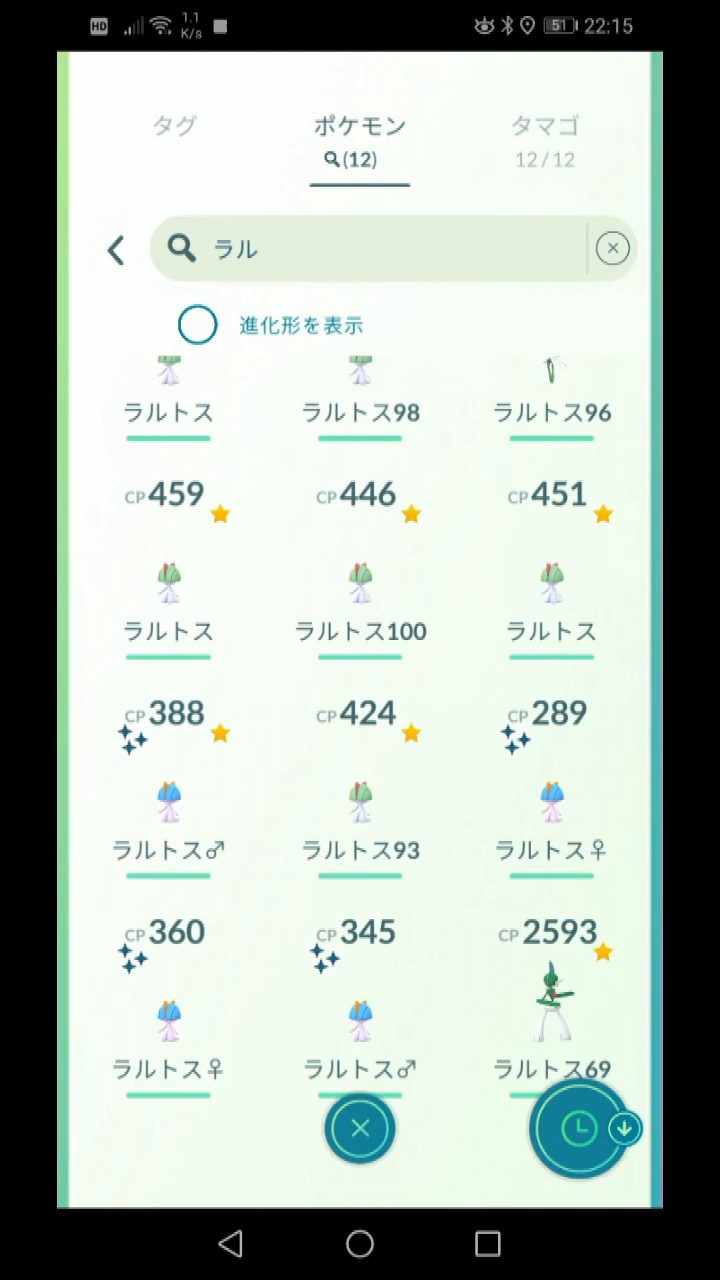 HD 1.1 K/s 51 22:15
タグ ポケモン タマゴ
(12) 12/12
ラル
進化形を表示
ラルトス ラルトス98 ラルトス96
CP459 CP446 CP451
ラルトス ラルトス100 ラルトス
CP388 CP424 CP289
ラルトス♂ ラルトス93 ラルトス♀
CP360 CP345 CP2593
ラルトス♀ ラルトス♂ ラルトス69